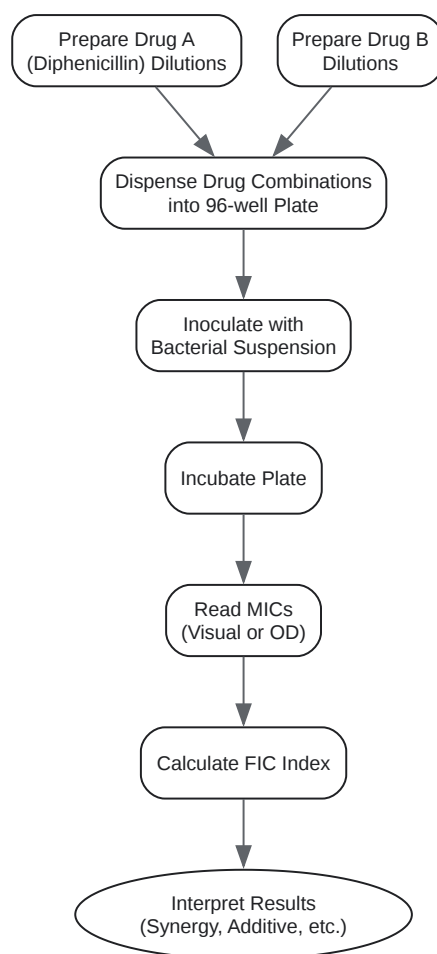 Prepare Drug A
(Diphenicillin) Dilutions
Prepare Drug B
Dilutions
Dispense Drug Combinations
into 96-well Plate
Inoculate with
Bacterial Suspension
Incubate Plate
Read MICs
(Visual or OD)
Calculate FIC Index
Interpret Results
(Synergy, Additive, etc.)